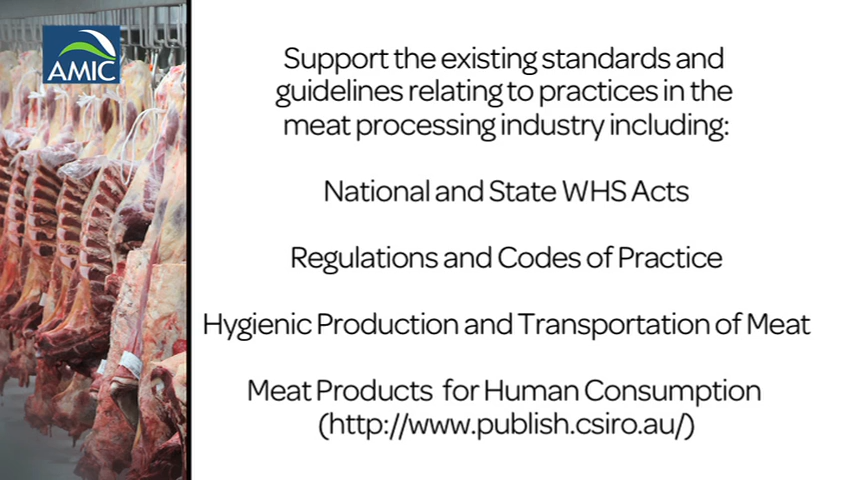 AMIC
Support the existing standards and
guidelines relating to practices in the
meat processing industry including:
National and State WHS Acts
Regulations and Codes of Practice
Hygienic Production and Transportation of Meat
Meat Products for Human Consumption
(http://www.publish.csiro.au/)